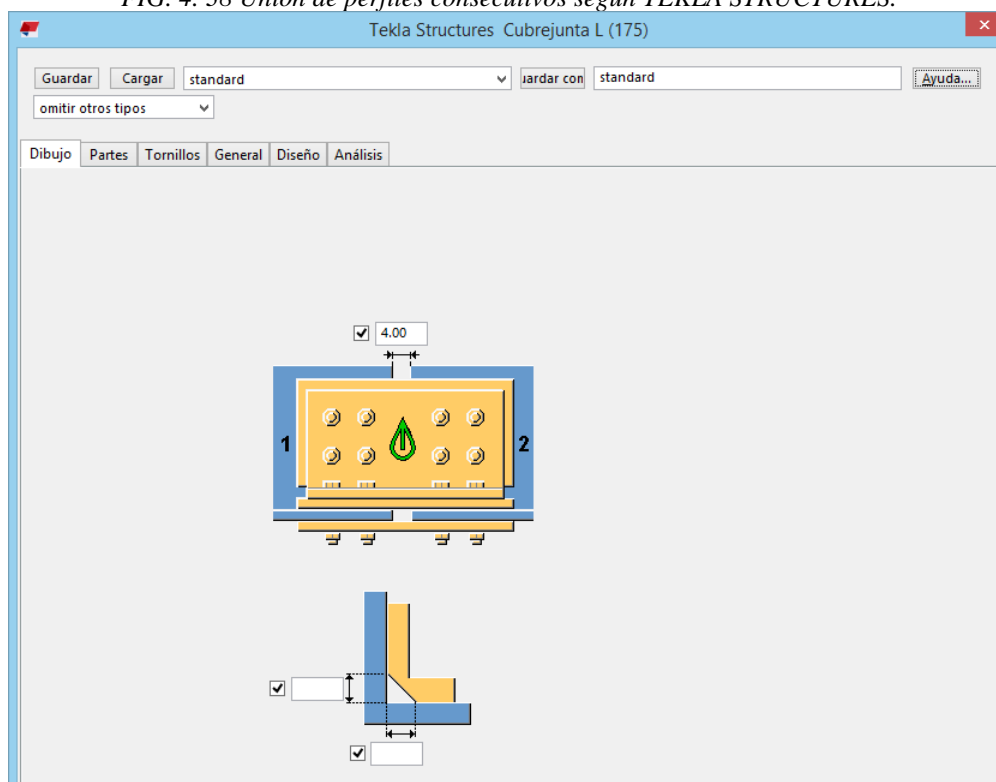 FIG. 4. 58 Unión de perfiles consecutivos según TEKLA STRUCTURES.
Tekla Structures Cubrejunta L (175)
Guardar Cargar standard uardar con standard Ayuda...
omitir otros tipos
Dibujo Partes Tornillos General Diseño Análisis
4.00
1 2